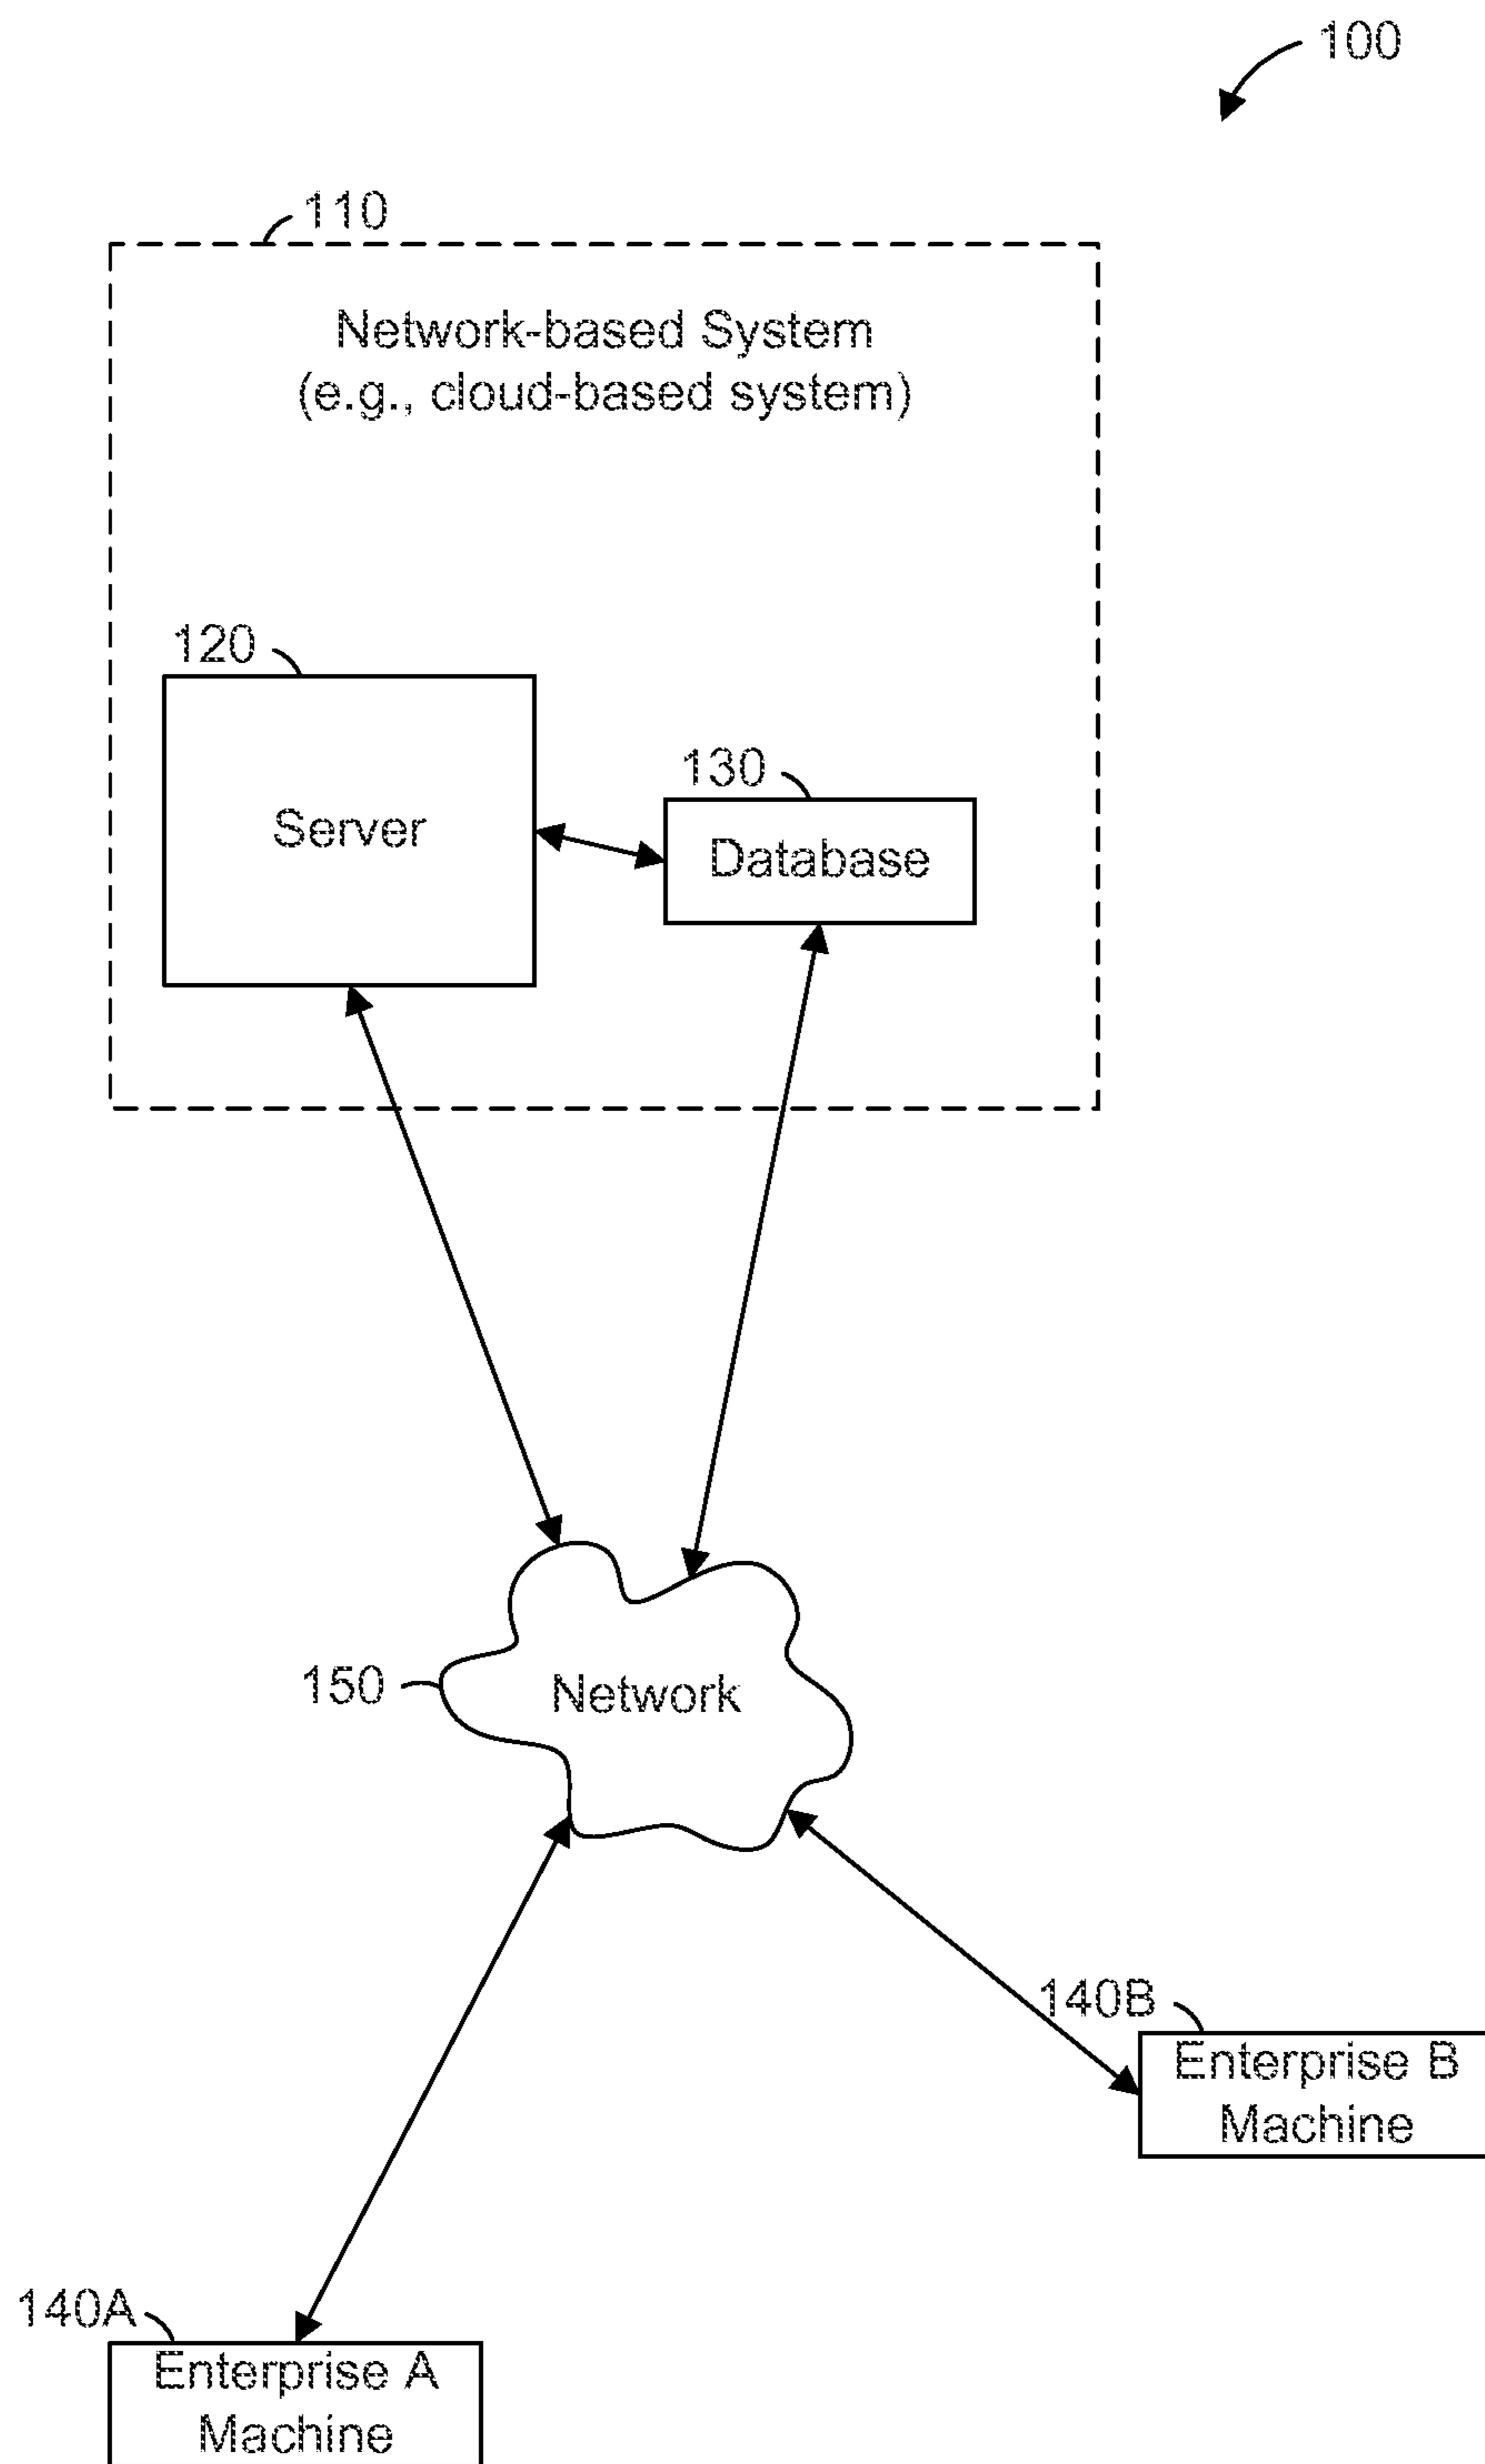 100
110
Network-based System
(e.g., cloud-based system)
120
Server
130
Database
150
Network
140B
Enterprise B
Machine
140A
Enterprise A
Machine